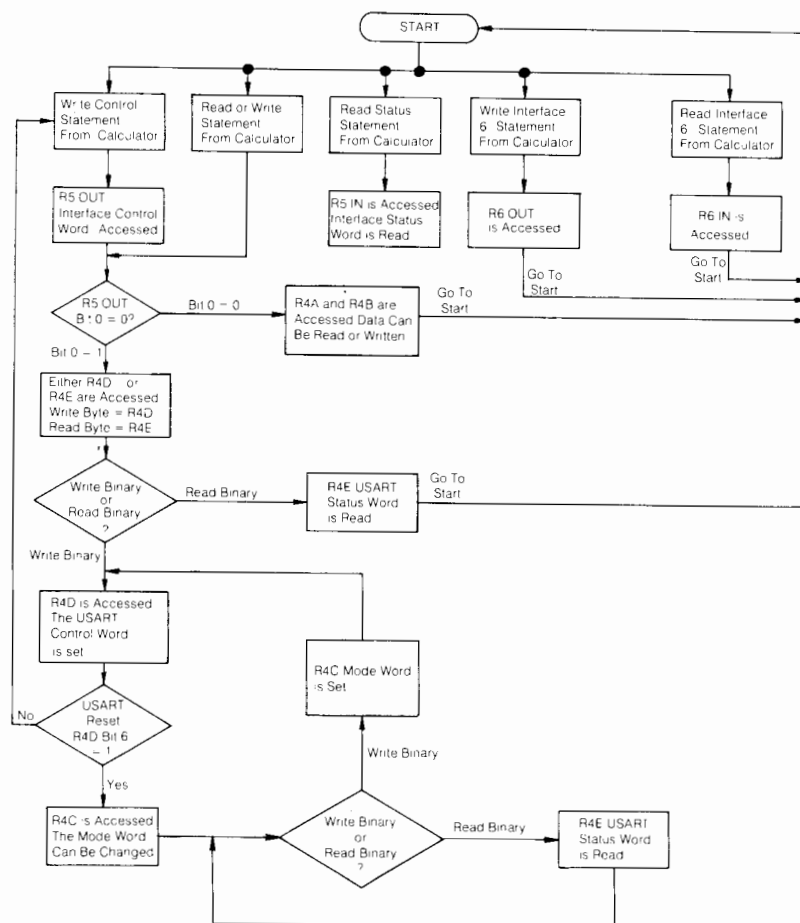 START
Write Control
Statement
From Calculator
Read or Write
Statement
From Calculator
Read Status
Statement
From Calculator
Write Interface
6 Statement
From Calculator
Read Interface
6 Statement
From Calculator
R5 OUT
Interface Control
Word Accessed
R5 IN is Accessed
Interface Status
Word is Read
R6 OUT
is Accessed
R6 IN is
Accessed
Go To
Start
Go To
Start
R5 OUT
Bit 0 = 0?
Bit 0 - 0
R4A and R4B are
Accessed Data Can
Be Read or Written
Go To
Start
Bit 0 - 1
Either R4D or
R4E are Accessed
Write Byte = R4D
Read Byte = R4E
Write Binary
or
Read Binary
?
Read Binary
R4E USART
Status Word
is Read
Go To
Start
Write Binary
R4D is Accessed
The USART
Control Word
is set
R4C Mode Word
is Set
USART
Reset
R4D Bit 6
= 1
No
Yes
Write Binary
R4C is Accessed
The Mode Word
Can Be Changed
Write Binary
or
Read Binary
?
Read Binary
R4E USART
Status Word
is Read